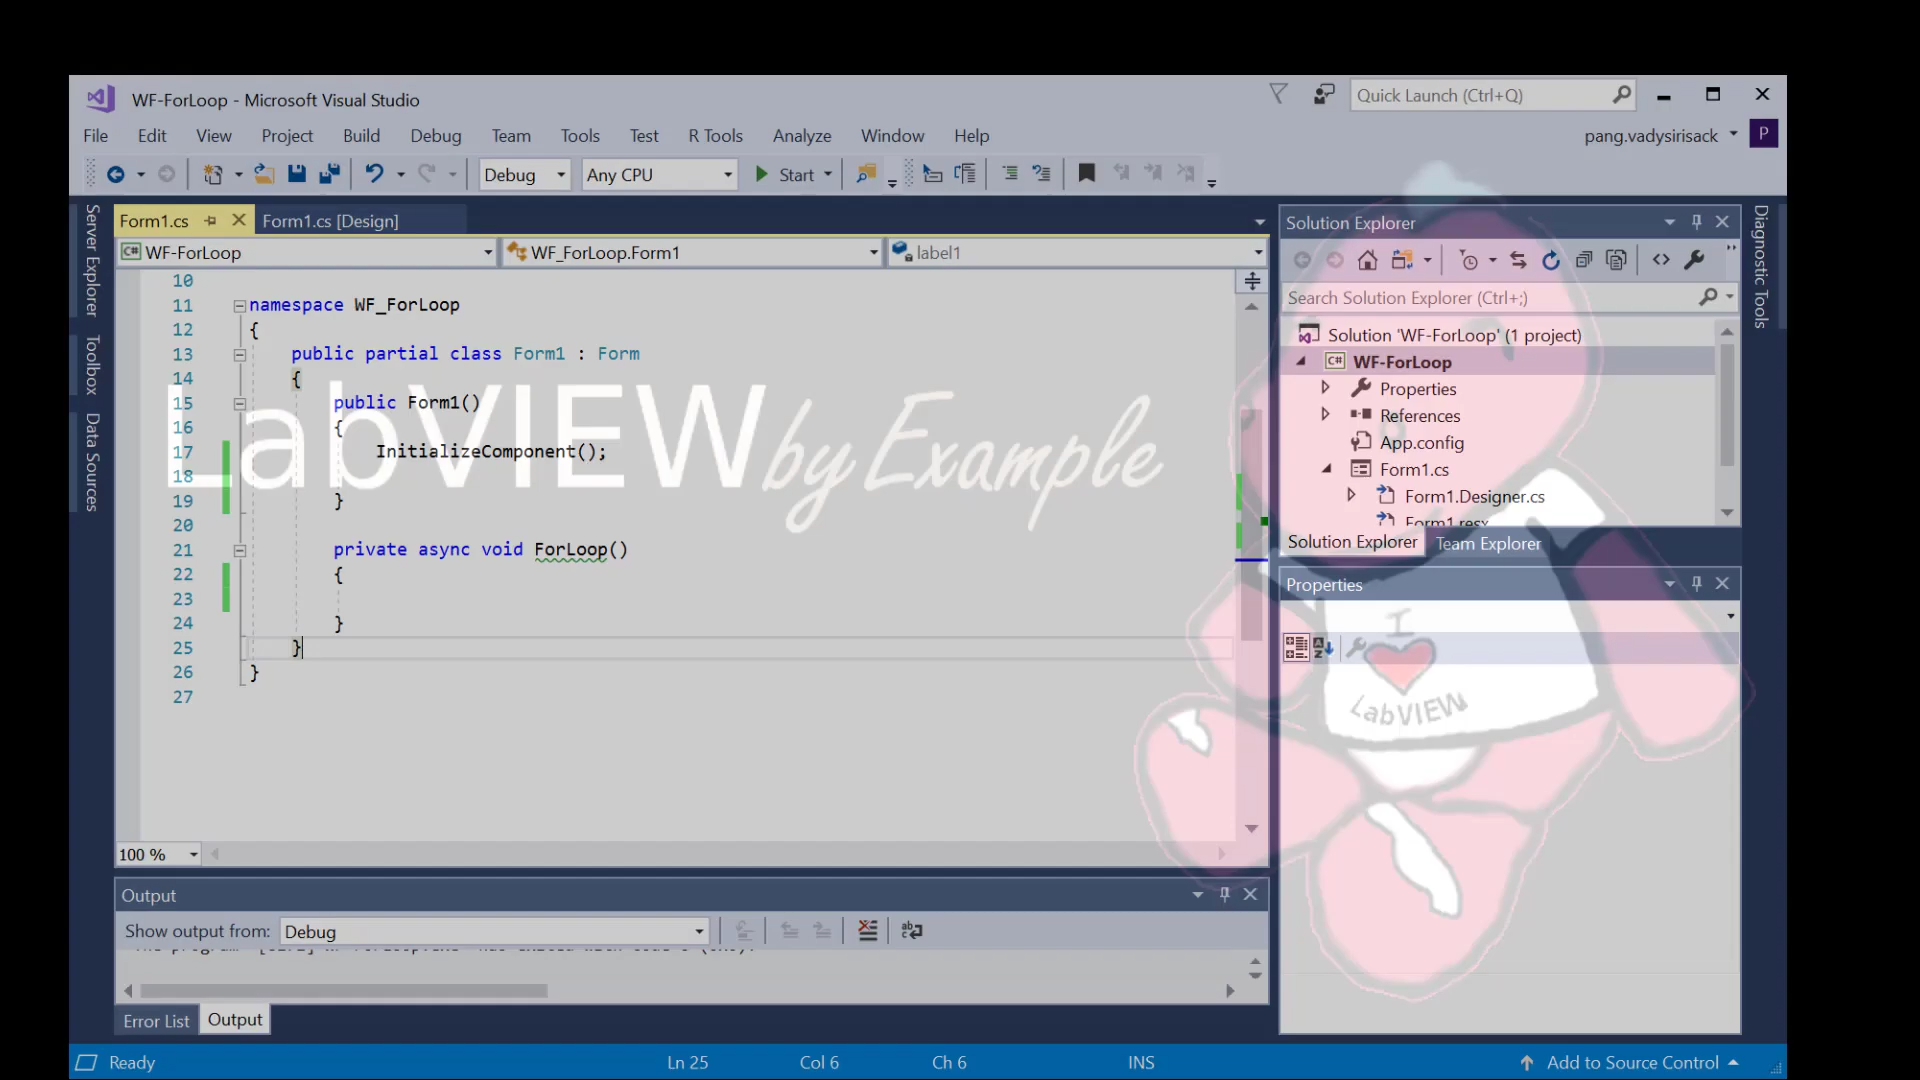 WF-ForLoop - Microsoft Visual Studio
Quick Launch (Ctrl+Q)
File Edit View Project Build Debug Team Tools Test R Tools Analyze Window Help
pang.vadysirisack P
Debug Any CPU Start
Server Explorer
Toolbox
Data Sources
Form1.cs Form1.cs [Design]
WF-ForLoop WF_ForLoop.Form1 label1
10
11 namespace WF_ForLoop
12 {
13 public partial class Form1 : Form
14 {
15 public Form1()
16 {
17 InitializeComponent();
18
19 }
20
21 private async void ForLoop()
22 {
23
24 }
25 }
26 }
27
LabVIEW by Example
100 %
Output
Show output from: Debug
Error List Output
Solution Explorer
Search Solution Explorer (Ctrl+;)
Solution 'WF-ForLoop' (1 project)
C# WF-ForLoop
Properties
References
App.config
Form1.cs
Form1.Designer.cs
Form1.resx
Solution Explorer Team Explorer
Properties
I
LabVIEW
Diagnostic Tools
Ready Ln 25 Col 6 Ch 6 INS Add to Source Control